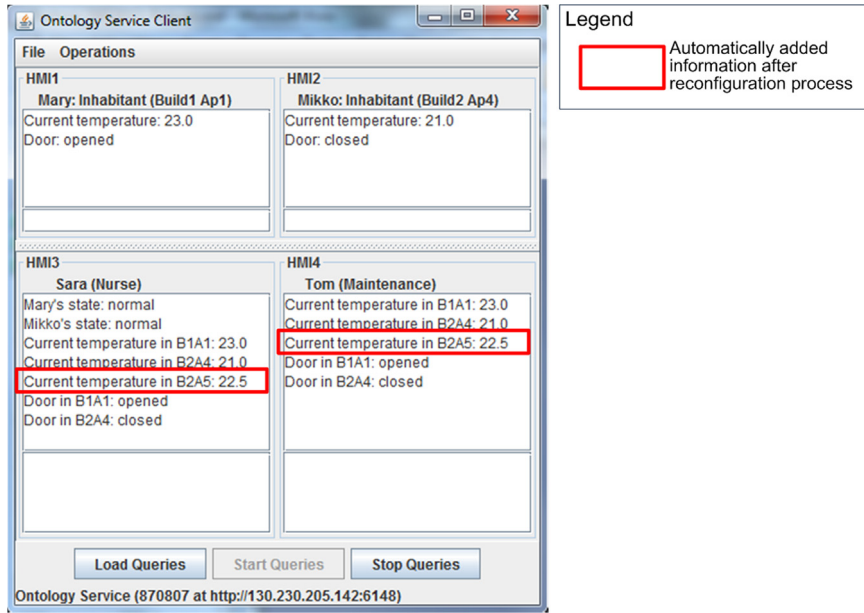 Ontology Service Client
File Operations
HMI1
Mary: Inhabitant (Build1 Ap1)
Current temperature: 23.0
Door: opened
HMI2
Mikko: Inhabitant (Build2 Ap4)
Current temperature: 21.0
Door: closed
HMI3
Sara (Nurse)
Mary's state: normal
Mikko's state: normal
Current temperature in B1A1: 23.0
Current temperature in B2A4: 21.0
Current temperature in B2A5: 22.5
Door in B1A1: opened
Door in B2A4: closed
HMI4
Tom (Maintenance)
Current temperature in B1A1: 23.0
Current temperature in B2A4: 21.0
Current temperature in B2A5: 22.5
Door in B1A1: opened
Door in B2A4: closed
Load Queries Start Queries Stop Queries
Ontology Service (870807 at http://130.230.205.142:6148)
Legend
Automatically added
information after
reconfiguration process